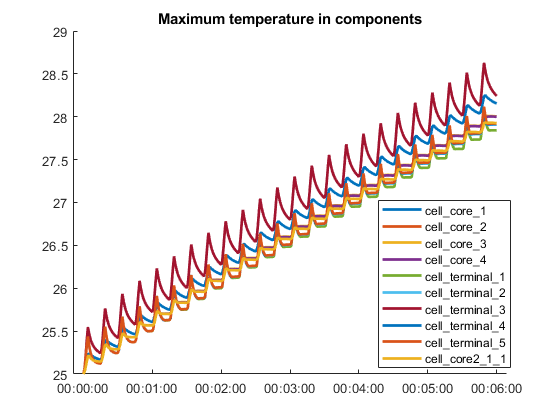 Maximum temperature in components
29
28.5
28
27.5
27
26.5
26
25.5
25
00:00:00 00:01:00 00:02:00 00:03:00 00:04:00 00:05:00 00:06:00
cell_core_1
cell_core_2
cell_core_3
cell_core_4
cell_terminal_1
cell_terminal_2
cell_terminal_3
cell_terminal_4
cell_terminal_5
cell_core2_1_1